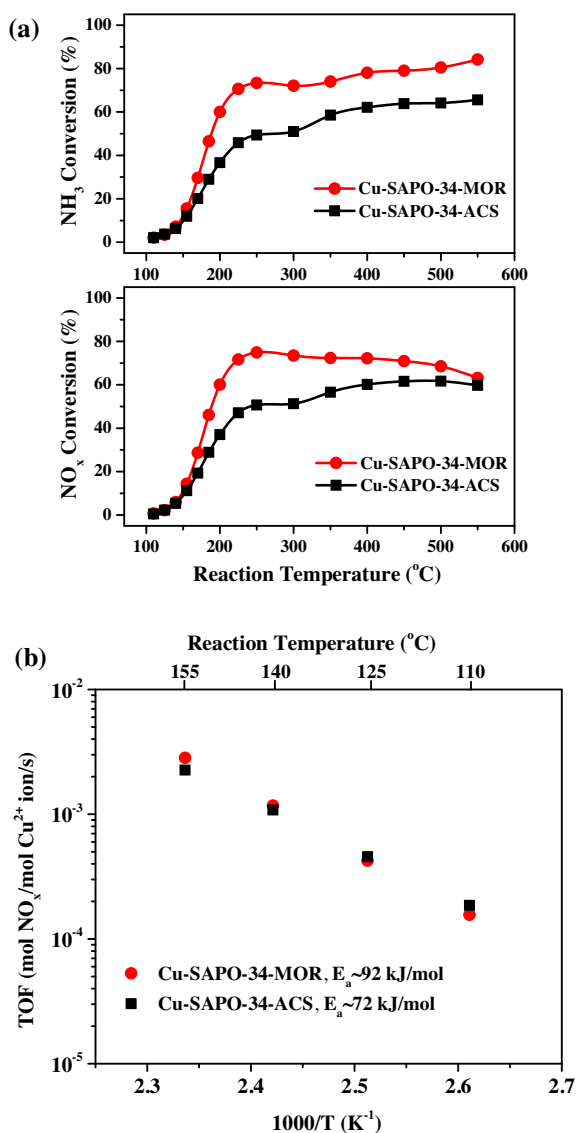 (a)
100
80
60
40
20
0
NH3 Conversion (%)
Cu-SAPO-34-MOR
Cu-SAPO-34-ACS
100 200 300 400 500 600
100
80
60
40
20
0
NOx Conversion (%)
Cu-SAPO-34-MOR
Cu-SAPO-34-ACS
100 200 300 400 500 600
Reaction Temperature (oC)
(b)
Reaction Temperature (oC)
155 140 125 110
10-2
10-3
10-4
10-5
TOF (mol NOx/mol Cu2+ ion/s)
Cu-SAPO-34-MOR, Ea~92 kJ/mol
Cu-SAPO-34-ACS, Ea~72 kJ/mol
2.3 2.4 2.5 2.6 2.7
1000/T (K-1)